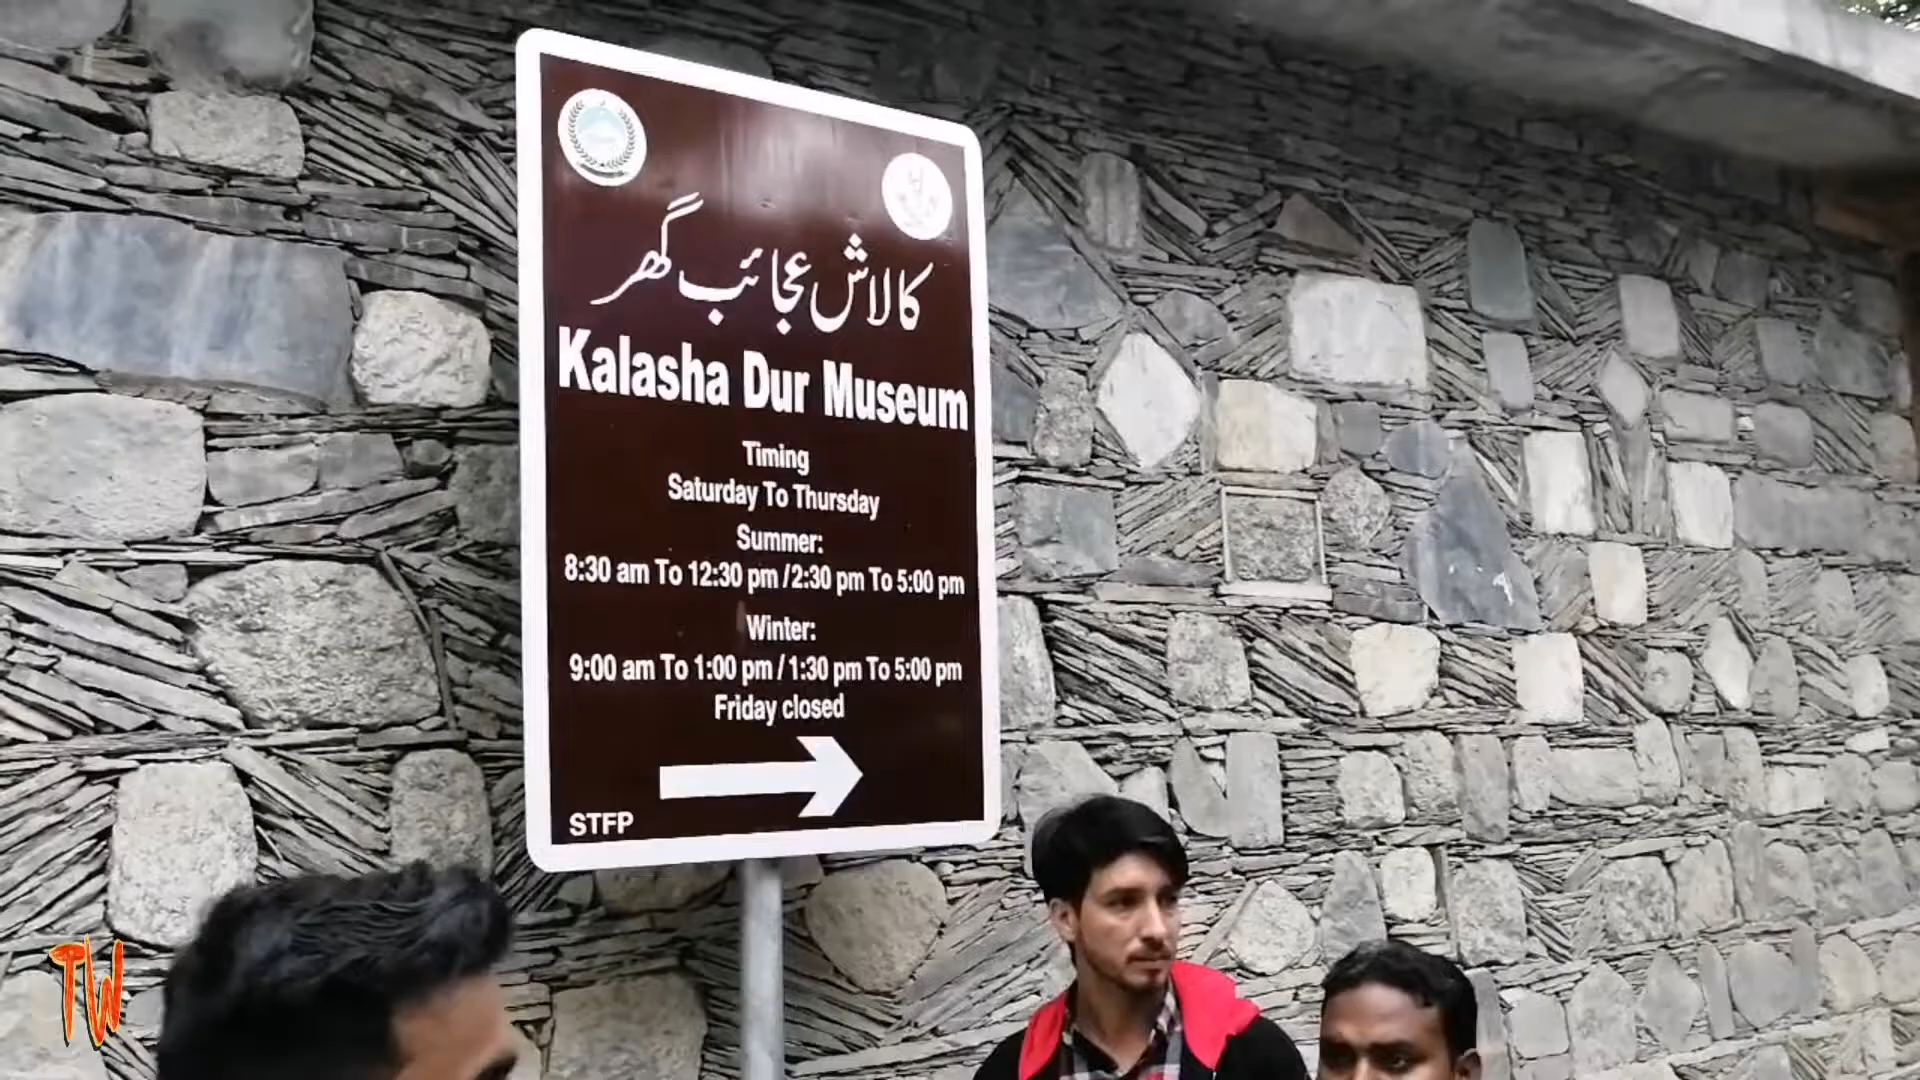 کالاش عجائب گھر
Kalasha Dur Museum
Timing
Saturday To Thursday
Summer:
8:30 am To 12:30 pm / 2:30 pm To 5:00 pm
Winter:
9:00 am To 1:00 pm / 1:30 pm To 5:00 pm
Friday closed
STFP
TW